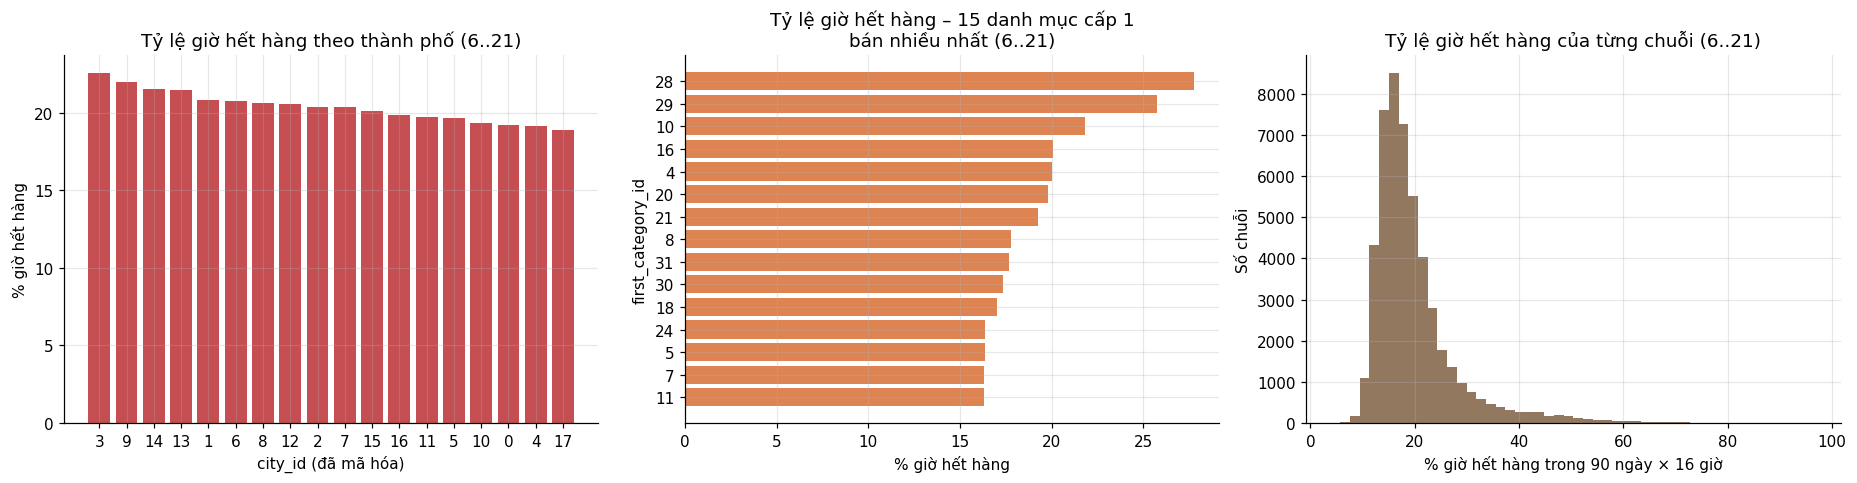 Tỷ lệ giờ hết hàng theo thành phố (6..21)
% giờ hết hàng
20
15
10
5
0
3 9 14 13 1 6 8 12 2 7 15 16 11 5 10 0 4 17
city_id (đã mã hóa)
Tỷ lệ giờ hết hàng – 15 danh mục cấp 1
bán nhiều nhất (6..21)
first_category_id
28
29
10
16
4
20
21
8
31
30
18
24
5
7
11
0 5 10 15 20 25
% giờ hết hàng
Tỷ lệ giờ hết hàng của từng chuỗi (6..21)
Số chuỗi
8000
7000
6000
5000
4000
3000
2000
1000
0
0 20 40 60 80 100
% giờ hết hàng trong 90 ngày × 16 giờ